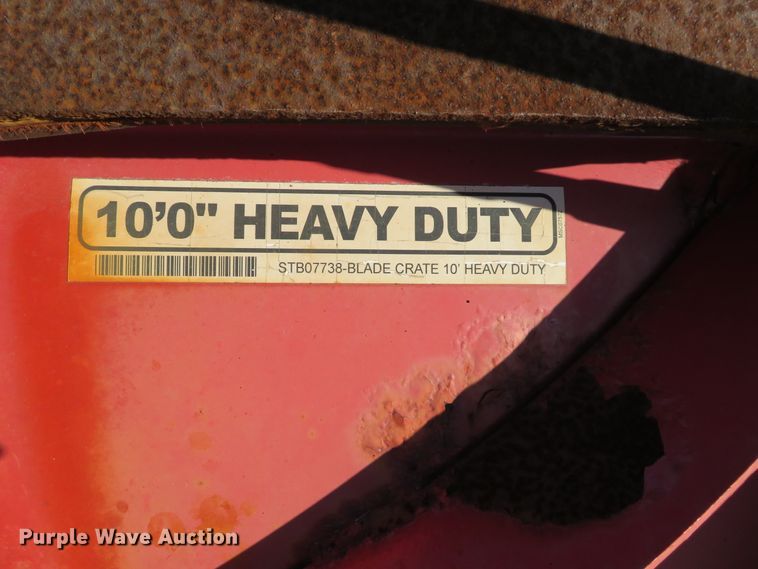 10'0" HEAVY DUTY
STB07738-BLADE CRATE 10' HEAVY DUTY
Purple Wave Auction